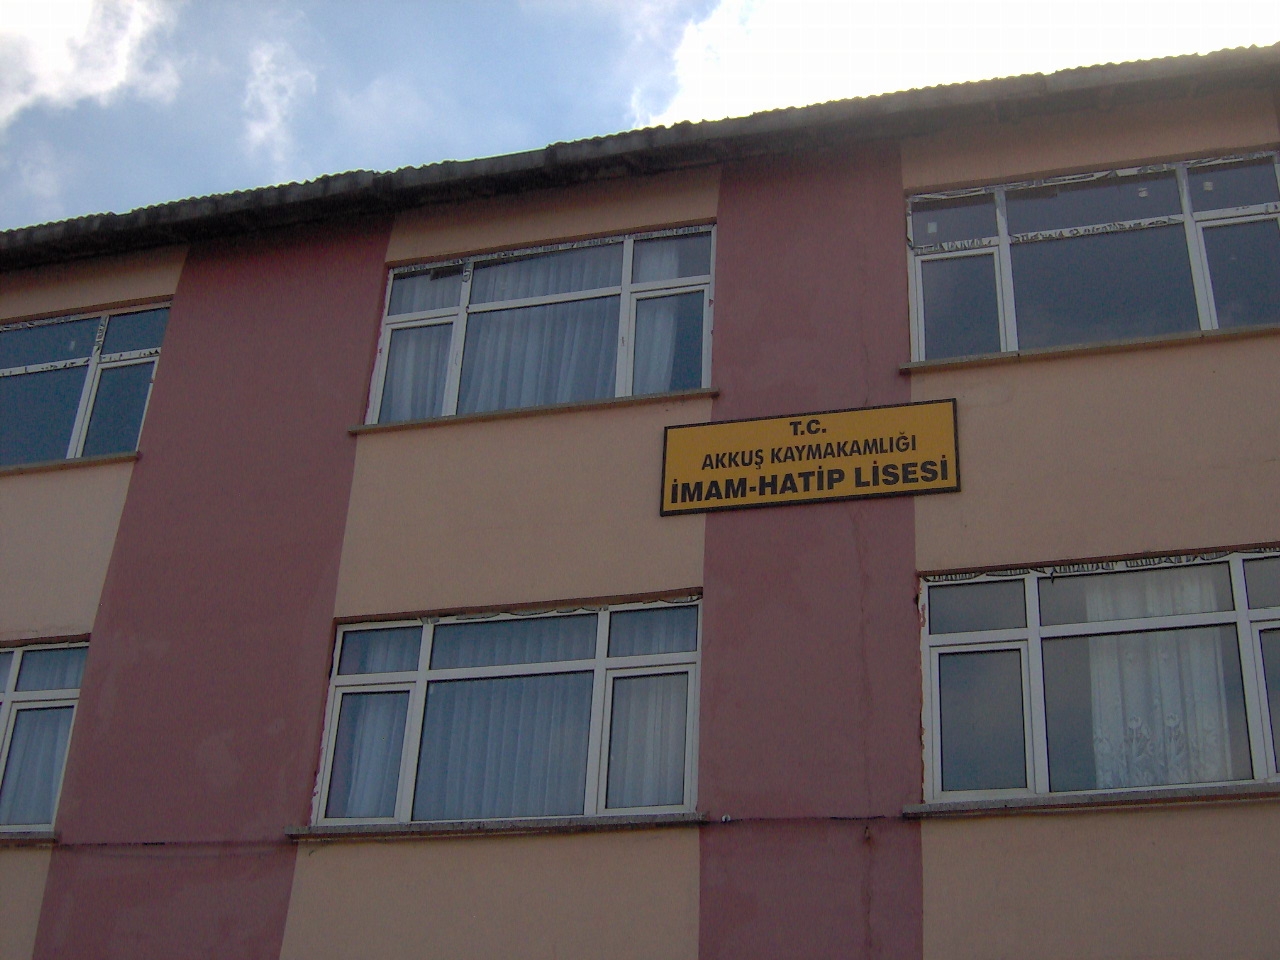 T.C.
AKKUŞ KAYMAKAMLIĞI
İMAM-HATİP LİSESİ